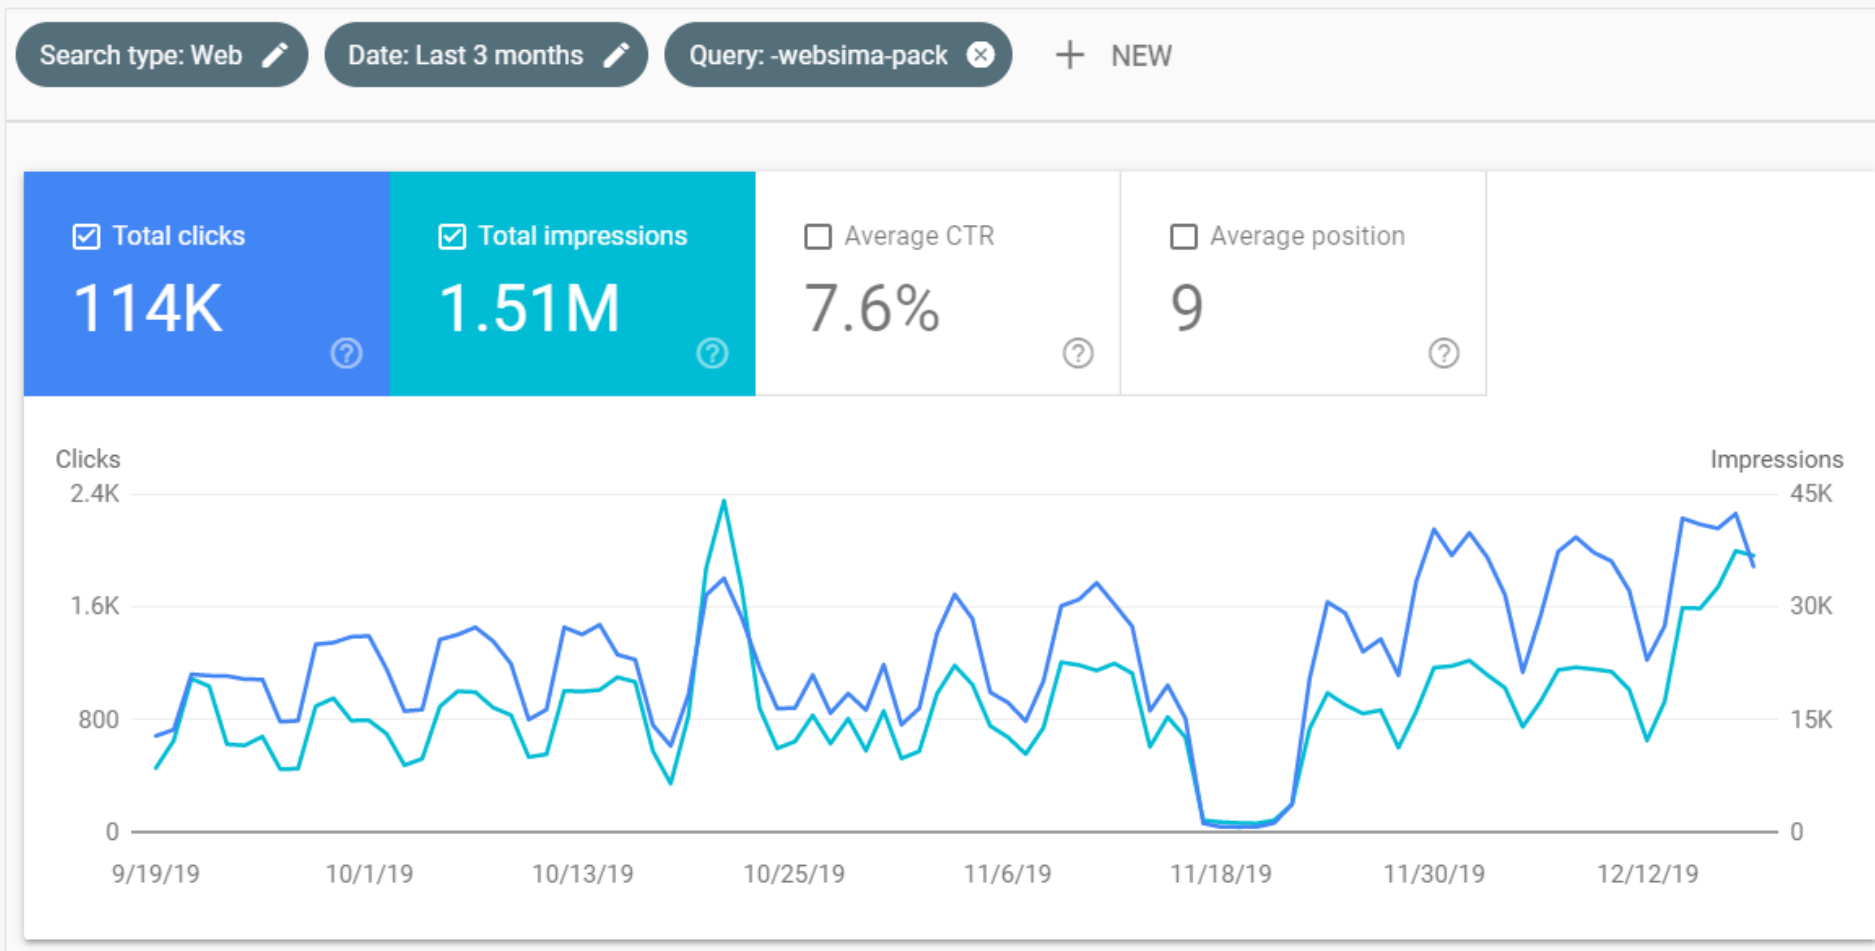 Search type: Web Date: Last 3 months Query: -websima-pack + NEW
Total clicks Total impressions Average CTR Average position
114K 1.51M 7.6% 9
Clicks Impressions
2.4K 45K
1.6K 30K
800 15K
0 0
9/19/19 10/1/19 10/13/19 10/25/19 11/6/19 11/18/19 11/30/19 12/12/19